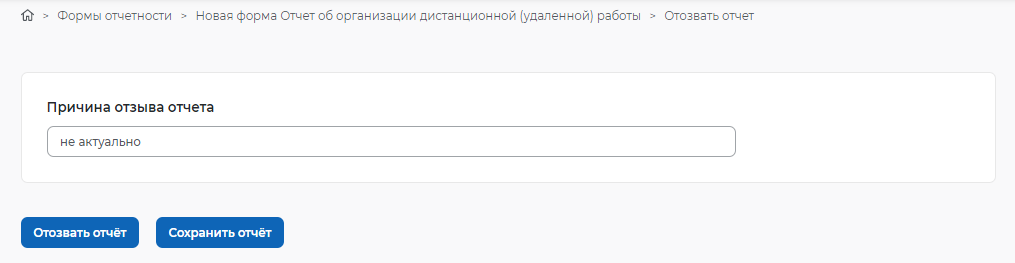 > Формы отчетности > Новая форма Отчет об организации дистанционной (удаленной) работы > Отозвать отчет
Причина отзыва отчета
не актуально
Отозвать отчёт Сохранить отчёт